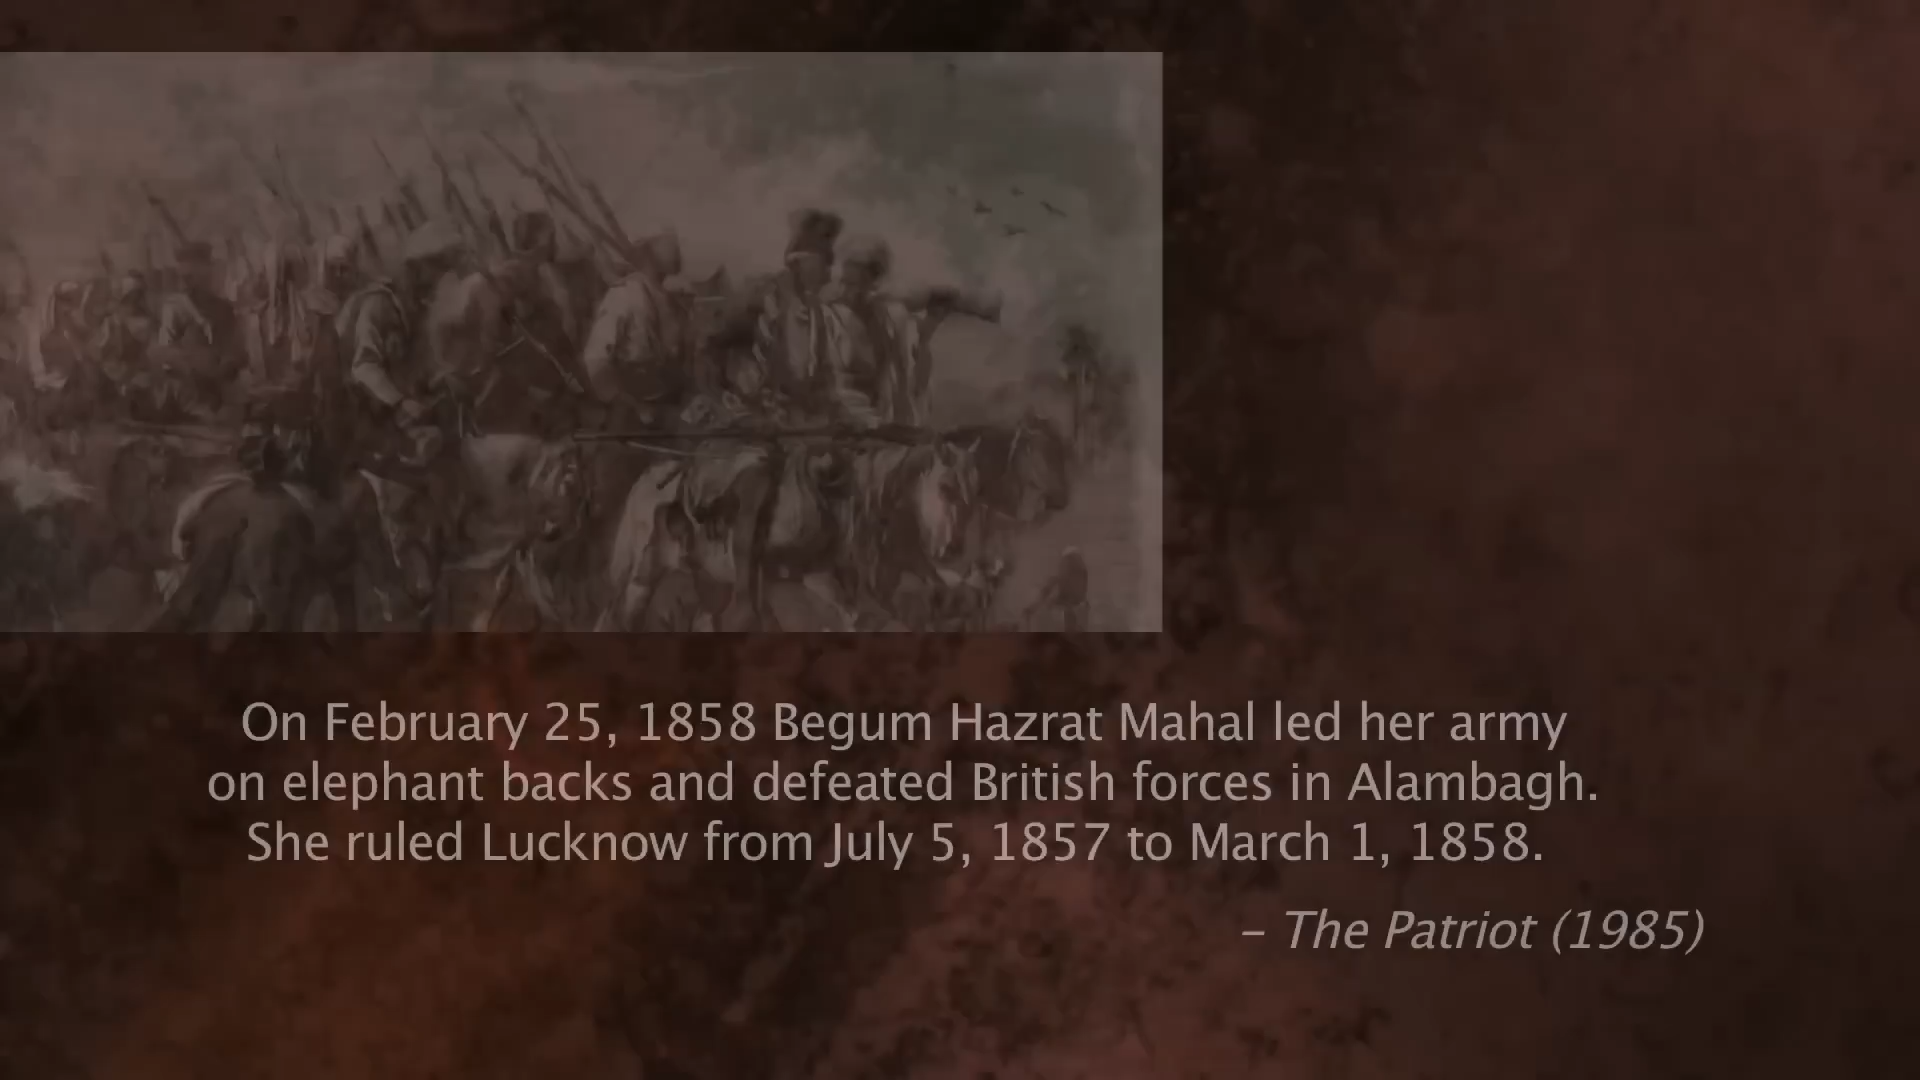 On February 25, 1858 Begum Hazrat Mahal led her army
on elephant backs and defeated British forces in Alambagh.
She ruled Lucknow from July 5, 1857 to March 1, 1858.
– The Patriot (1985)